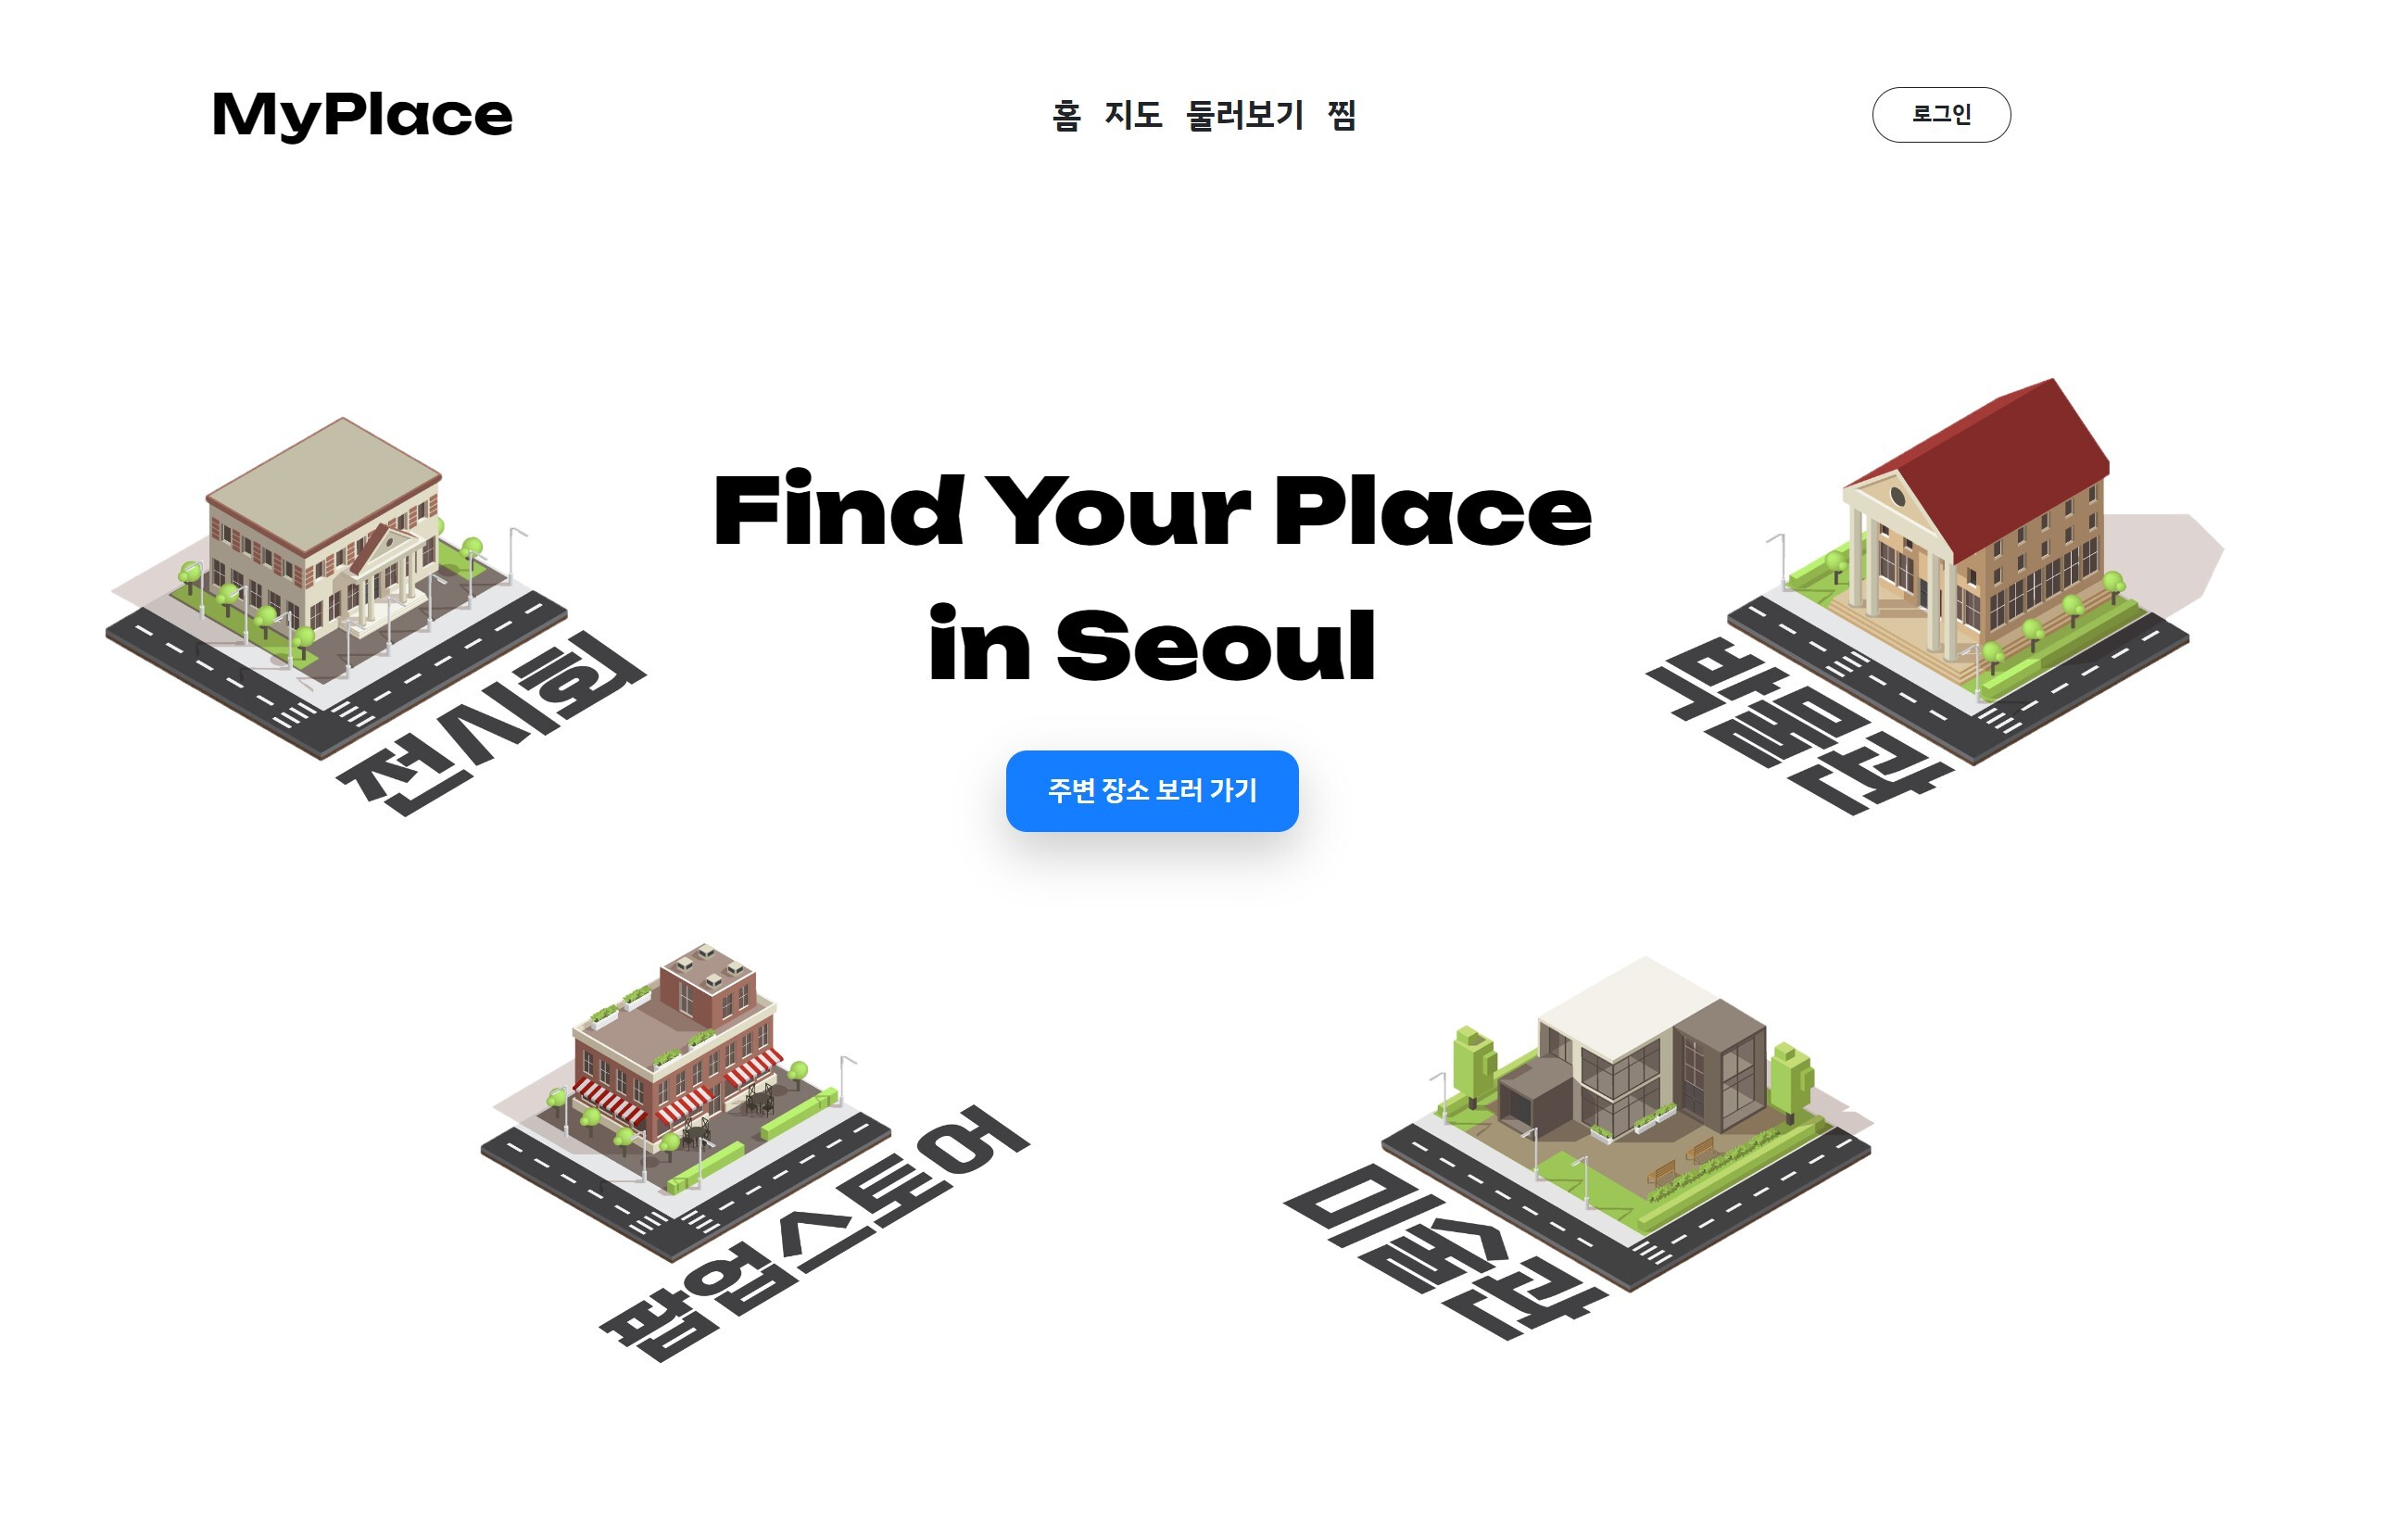 MyPlace
홈 지도 둘러보기 찜
로그인
Find Your Place
in Seoul
주변 장소 보러 가기
전시회
박물관
팝업스토어
미술관